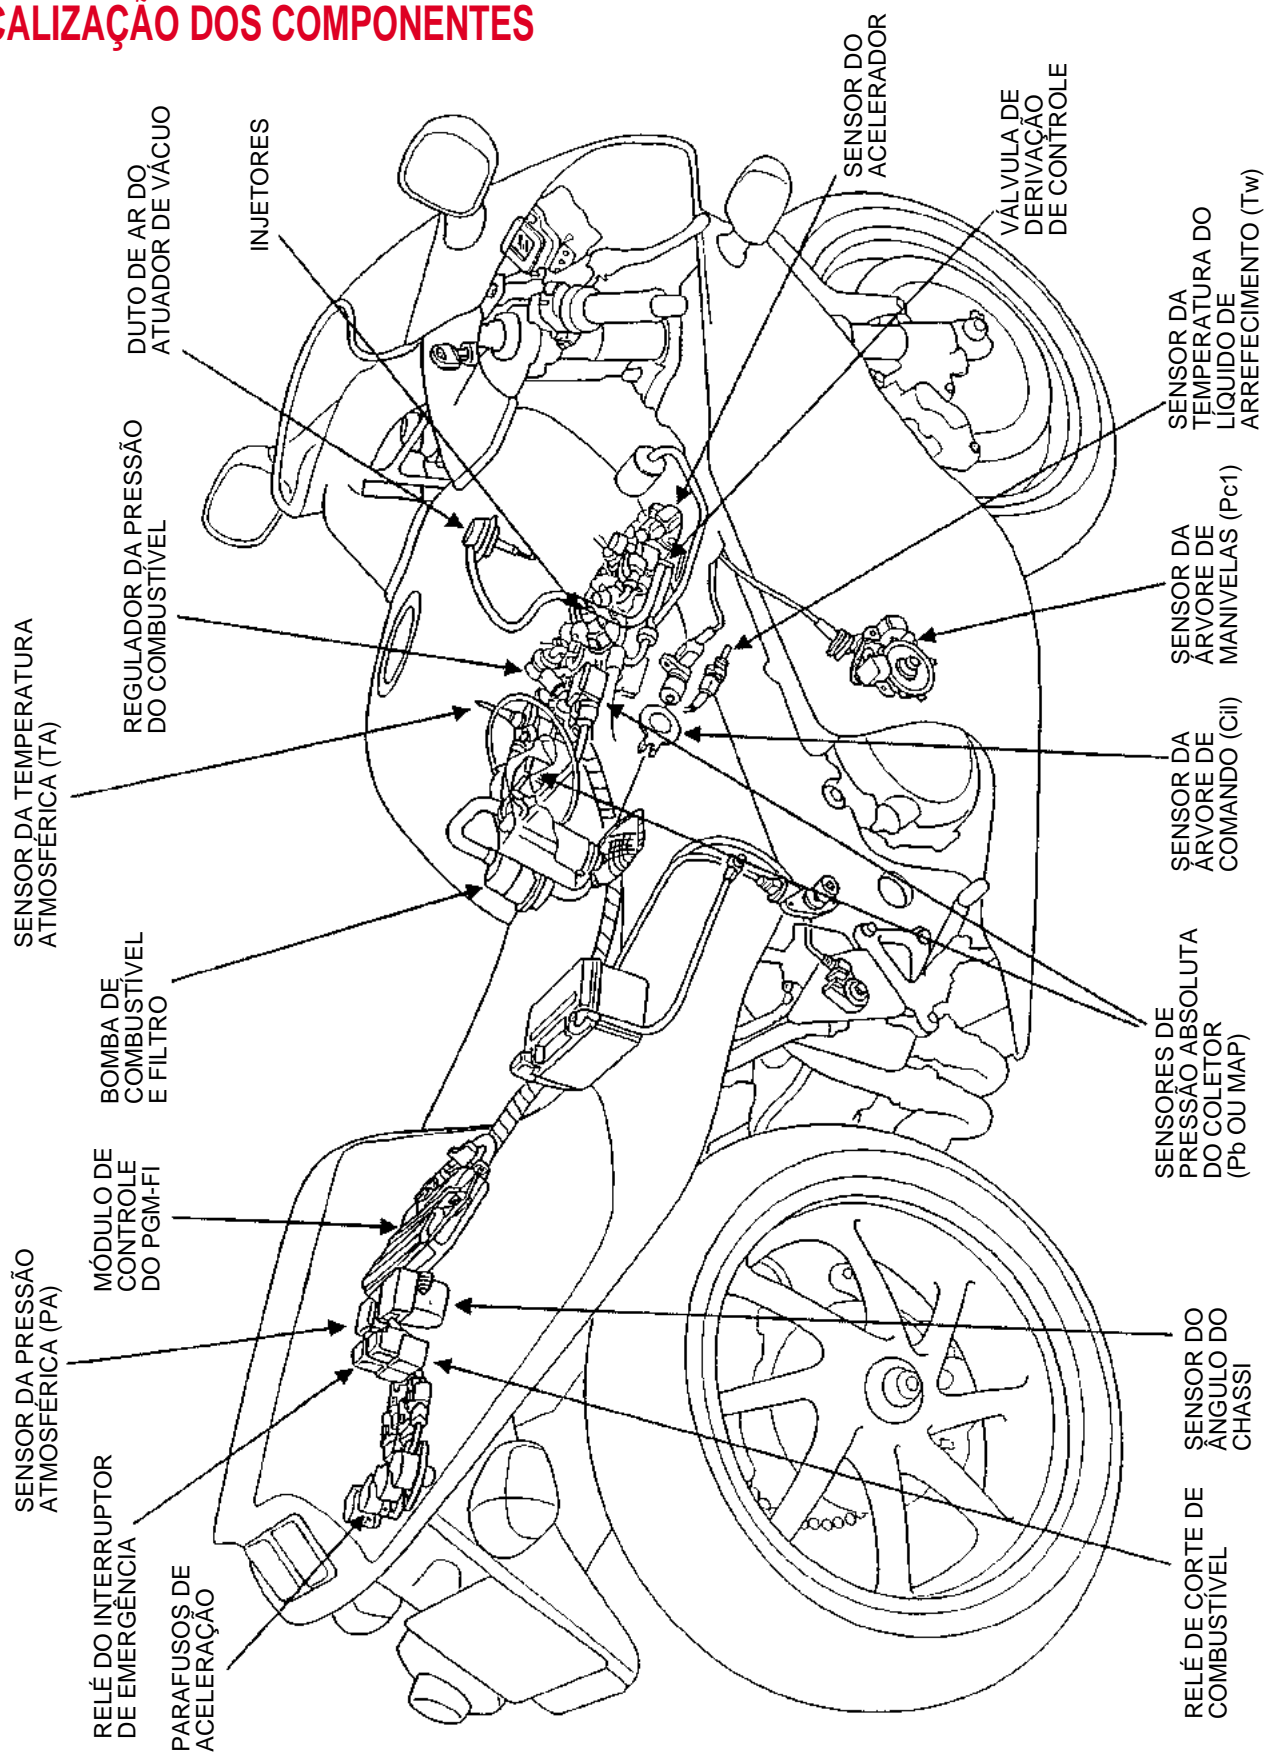 CALIZAÇÃO DOS COMPONENTES
SENSOR DA PRESSÃO
ATMOSFÉRICA (PA)
SENSOR DA TEMPERATURA
ATMOSFÉRICA (TA)
RELÉ DO INTERRUPTOR
DE EMERGÊNCIA
MÓDULO DE
CONTROLE
DO PGM-FI
BOMBA DE
COMBUSTÍVEL
E FILTRO
REGULADOR DA PRESSÃO
DO COMBUSTÍVEL
DUTO DE AR DO
ATUADOR DE VÁCUO
PARAFUSOS DE
ACELERAÇÃO
INJETORES
SENSOR DO
ACELERADOR
VÁLVULA DE
DERIVAÇÃO
DE CONTROLE
RELÉ DE CORTE DE
COMBUSTÍVEL
SENSOR DO
ÂNGULO DO
CHASSI
SENSORES DE
PRESSÃO ABSOLUTA
DO COLETOR
(Pb OU MAP)
SENSOR DA
ÁRVORE DE
COMANDO (Cil)
SENSOR DA
ÁRVORE DE
MANIVELAS (Pc1)
SENSOR DA
TEMPERATURA DO
LÍQUIDO DE
ARREFECIMENTO (Tw)